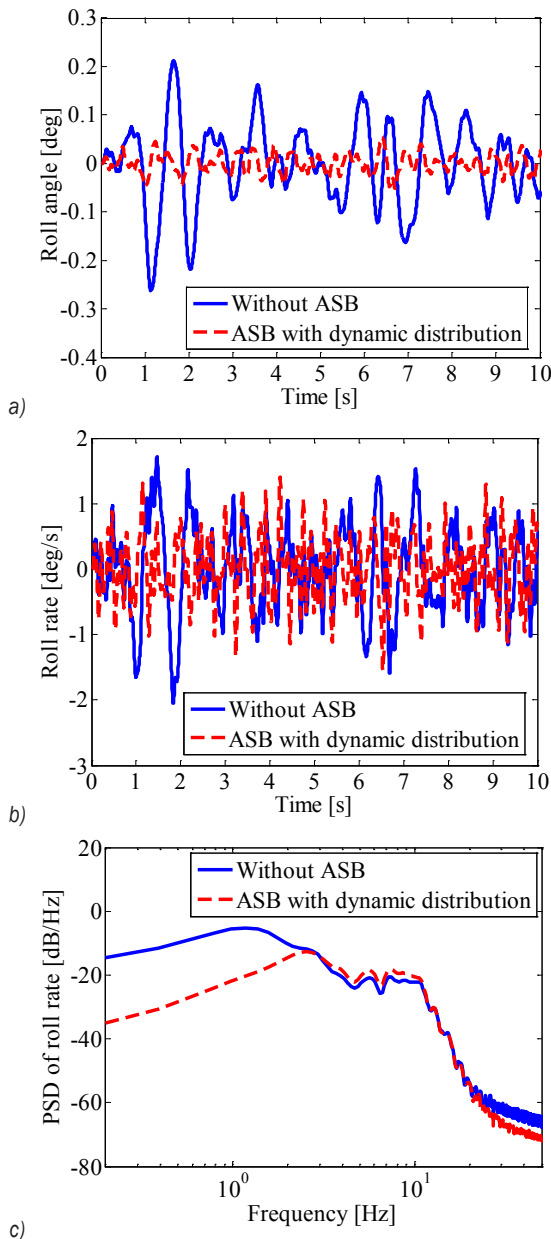 0.3
0.2
0.1
0
-0.1
-0.2
-0.3
-0.4
Roll angle [deg]
Without ASB
ASB with dynamic distribution
0 1 2 3 4 5 6 7 8 9 10
Time [s]
a)
2
1
0
-1
-2
-3
Roll rate [deg/s]
Without ASB
ASB with dynamic distribution
0 1 2 3 4 5 6 7 8 9 10
Time [s]
b)
20
0
-20
-40
-60
-80
PSD of roll rate [dB/Hz]
Without ASB
ASB with dynamic distribution
10⁰ 10¹
Frequency [Hz]
c)